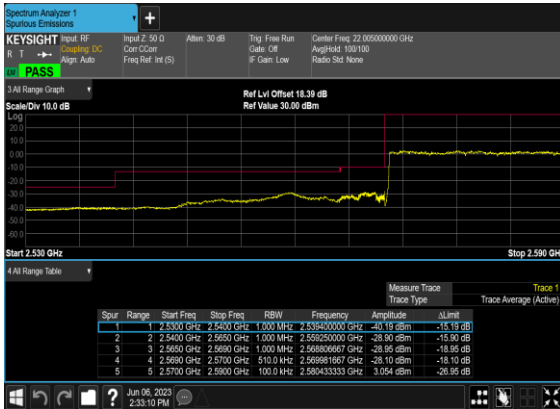 Spectrum Analyzer 1
Spurious Emissions
KEYSIGHT Input: RF Input Z: 50 Ω Atten: 30 dB Trig: Free Run Center Freq: 22.005000000 GHz
R T Coupling: DC Corr CCorr Gate: Off Avg|Hold: 100/100
Align: Auto Freq Ref: Int (S) IF Gain: Low Radio Std: None
LXI PASS
3 All Range Graph Ref Lvl Offset 18.39 dB
Scale/Div 10.0 dB Ref Value 30.00 dBm
Log
20.0
10.0
0.00
-10.0
-20.0
-30.0
-40.0
-50.0
-60.0
Start 2.530 GHz Stop 2.590 GH
4 All Range Table
Measure Trace Trace 1
Trace Type Trace Average (Active)
Spur Range Start Freq Stop Freq RBW Frequency Amplitude ΔLimit
1 1 2.5300 GHz 2.5400 GHz 1.000 MHz 2.539400000 GHz -40.19 dBm -15.19 dB
2 2 2.5400 GHz 2.5650 GHz 1.000 MHz 2.559250000 GHz -28.90 dBm -15.90 dB
3 3 2.5650 GHz 2.5690 GHz 1.000 MHz 2.568806667 GHz -28.95 dBm -18.95 dB
4 4 2.5690 GHz 2.5700 GHz 510.0 kHz 2.569981667 GHz -28.10 dBm -18.10 dB
5 5 2.5700 GHz 2.5900 GHz 100.0 kHz 2.580433333 GHz 3.054 dBm -26.95 dB
Jun 06, 2023
2:33:10 PM